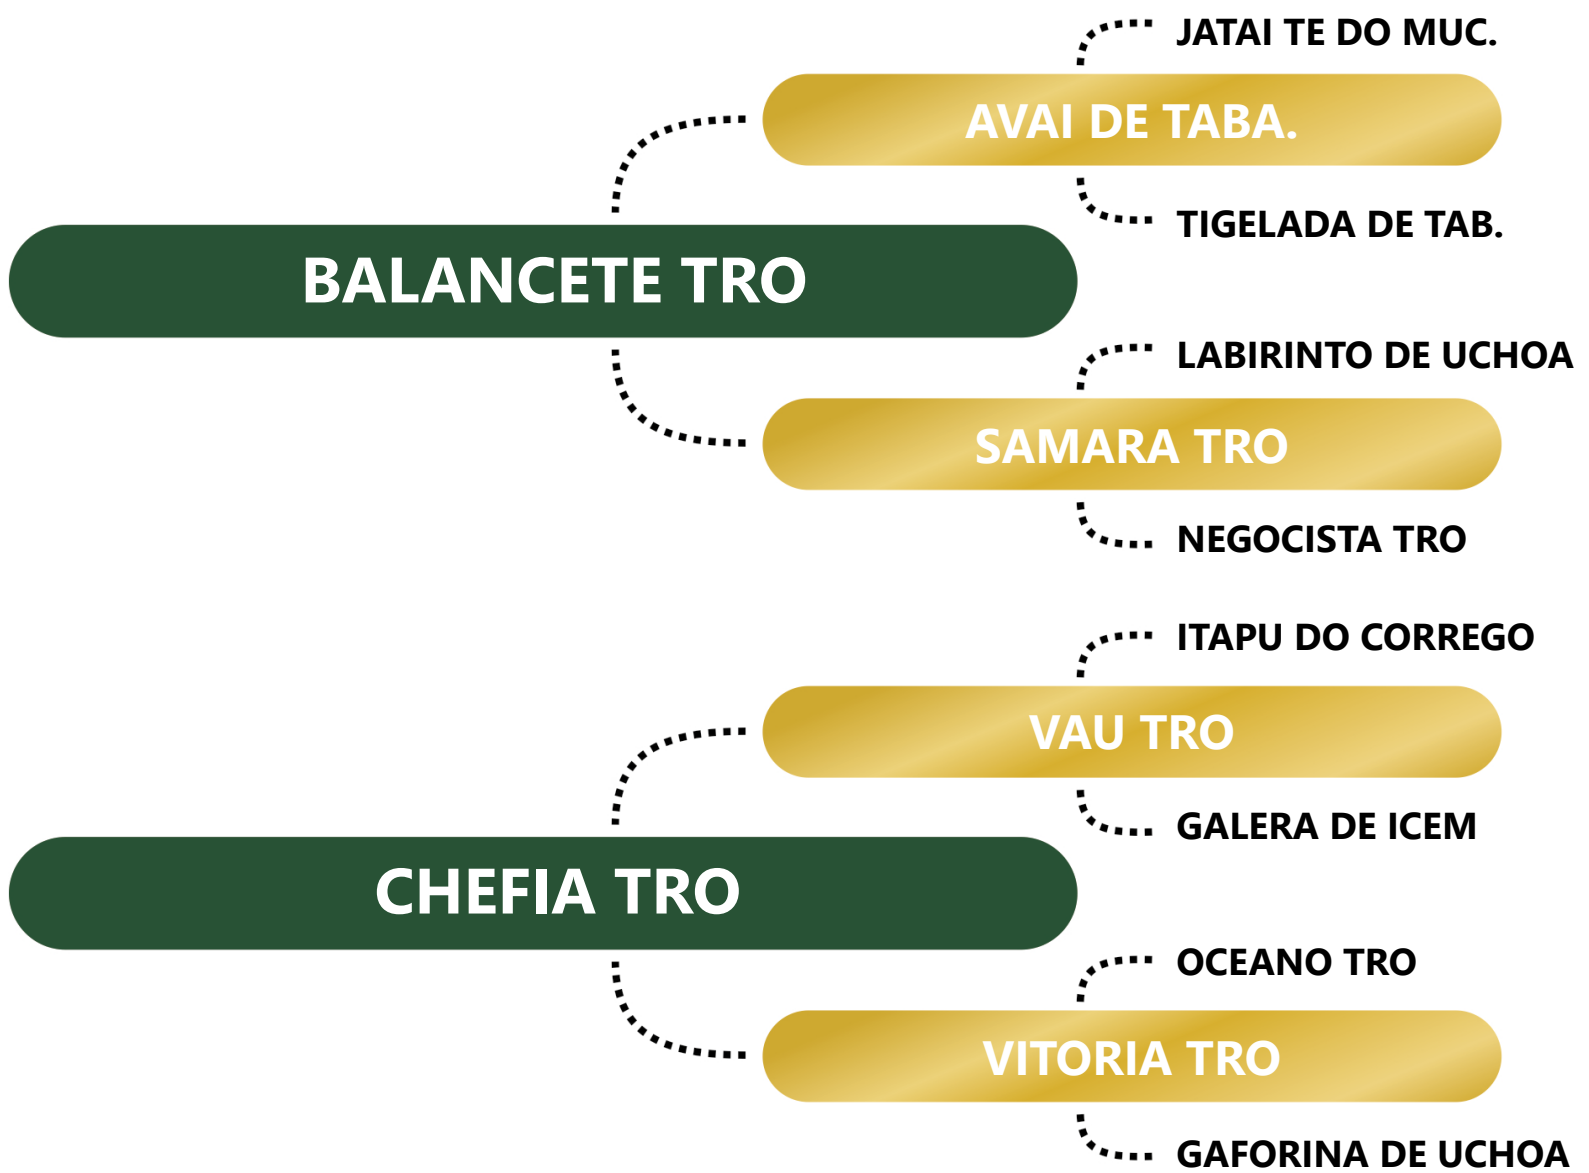 JATAI TE DO MUC.
AVAI DE TABA.
TIGELADA DE TAB.
BALANCETE TRO
LABIRINTO DE UCHOA
SAMARA TRO
NEGOCISTA TRO
ITAPU DO CORREGO
VAU TRO
GALERA DE ICEM
CHEFIA TRO
OCEANO TRO
VITORIA TRO
GAFORINA DE UCHOA